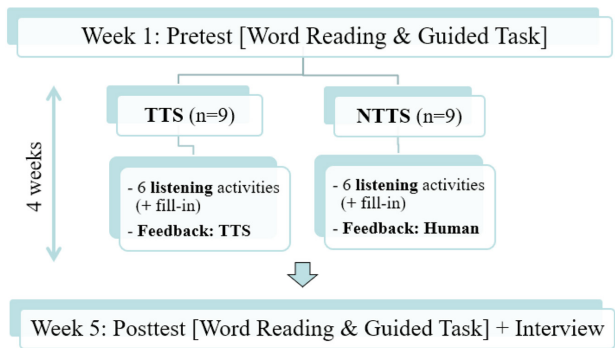 Week 1: Pretest [Word Reading & Guided Task]
TTS (n=9)
NTTS (n=9)
4 weeks
- 6 listening activities
(+ fill-in)
- Feedback: TTS
- 6 listening activities
(+ fill-in)
- Feedback: Human
Week 5: Posttest [Word Reading & Guided Task] + Interview